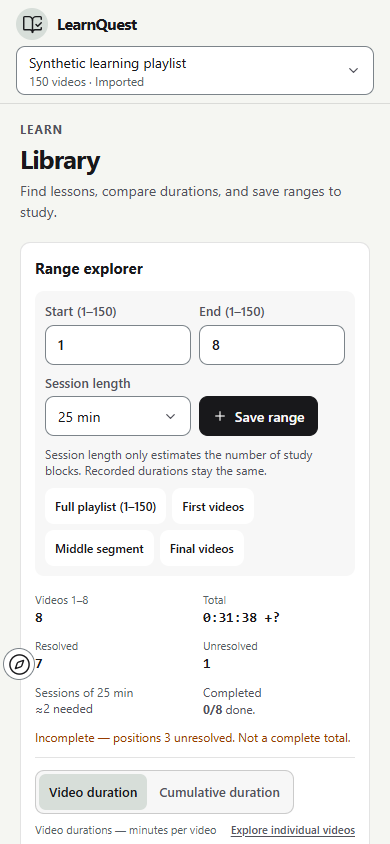 LearnQuest
Synthetic learning playlist
150 videos · Imported
LEARN
Library
Find lessons, compare durations, and save ranges to
study.
Range explorer
Start (1–150)
End (1–150)
1
8
Session length
25 min
+ Save range
Session length only estimates the number of study
blocks. Recorded durations stay the same.
Full playlist (1–150)
First videos
Middle segment
Final videos
Videos 1–8
Total
8
0:31:38 +?
Resolved
Unresolved
7
1
Sessions of 25 min
Completed
≈2 needed
0/8 done.
Incomplete — positions 3 unresolved. Not a complete total.
Video duration
Cumulative duration
Video durations — minutes per video
Explore individual videos